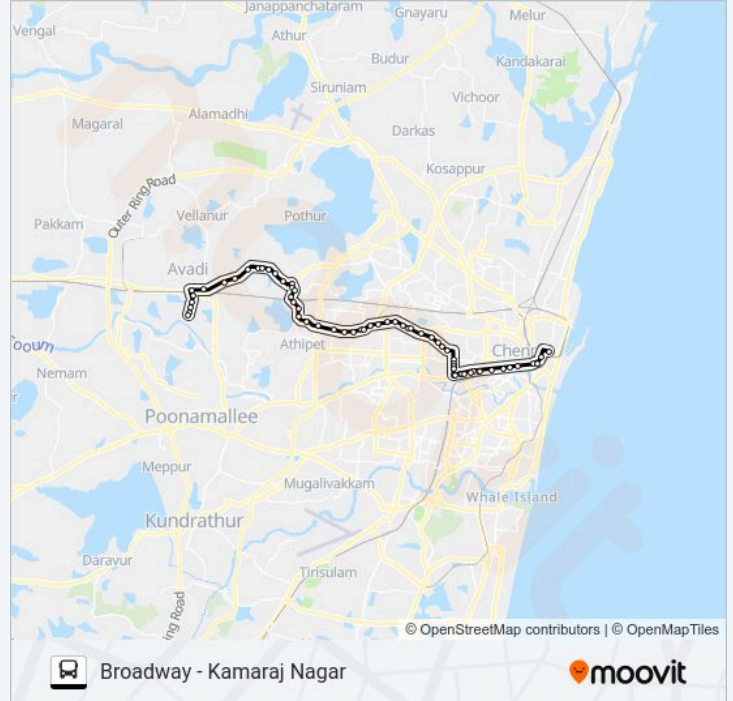 Janappanchataram
Gnayaru
Melur
Vengal
Athur
Budur
Kandakarai
Siruniam
Vichoor
Magaral
Alamadhi
Darkas
Kosappur
Outer Ring Road
Pakkam
Vellanur
Pothur
Avadi
Athipet
Chenn
Nemam
Poonamallee
Meppur
Mugalivakkam
Whale Island
Kundrathur
Daravur
Tirisulam
ing Road
© OpenStreetMap contributors | © OpenMapTiles
Broadway - Kamaraj Nagar
moovit